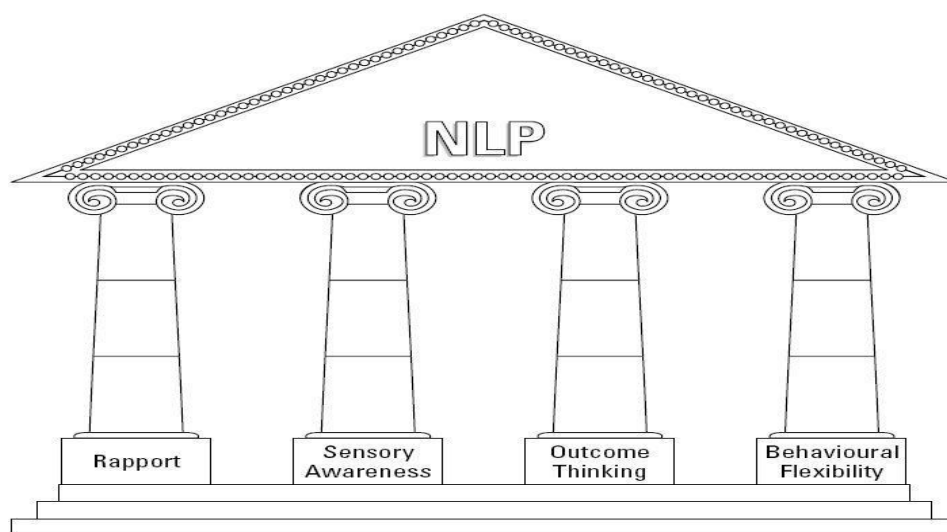 NLP
Rapport
Sensory
Awareness
Outcome
Thinking
Behavioural
Flexibility